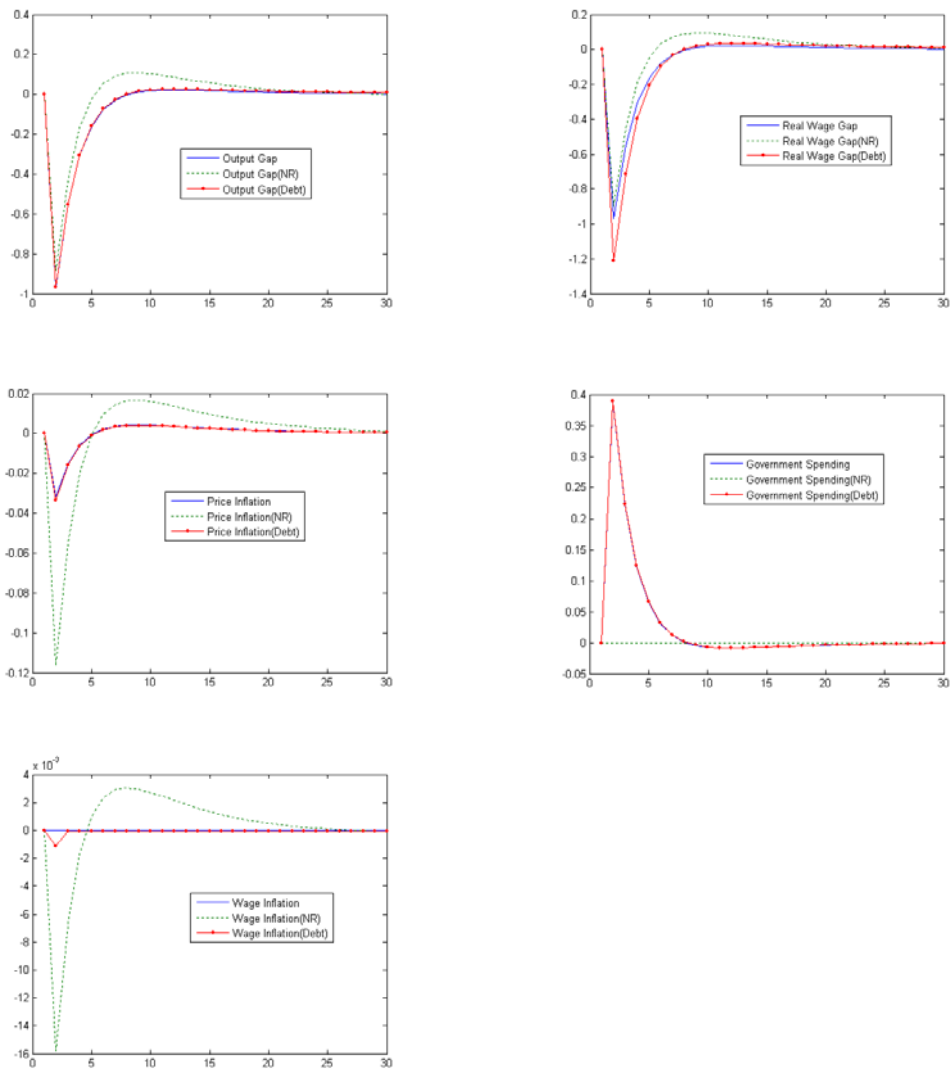 0.4
0.2
0
-0.2
-0.4
-0.6
-0.8
-1
0 5 10 15 20 25 30
Output Gap
Output Gap(NR)
Output Gap(Debt)
0.2
0
-0.2
-0.4
-0.6
-0.8
-1
-1.2
-1.4
0 5 10 15 20 25 30
Real Wage Gap
Real Wage Gap(NR)
Real Wage Gap(Debt)
0.02
0
-0.02
-0.04
-0.06
-0.08
-0.1
-0.12
0 5 10 15 20 25 30
Price Inflation
Price Inflation(NR)
Price Inflation(Debt)
0.4
0.35
0.3
0.25
0.2
0.15
0.1
0.05
0
-0.05
0 5 10 15 20 25 30
Government Spending
Government Spending(NR)
Government Spending(Debt)
x 10⁻³
4
2
0
-2
-4
-6
-8
-10
-12
-14
-16
0 5 10 15 20 25 30
Wage Inflation
Wage Inflation(NR)
Wage Inflation(Debt)